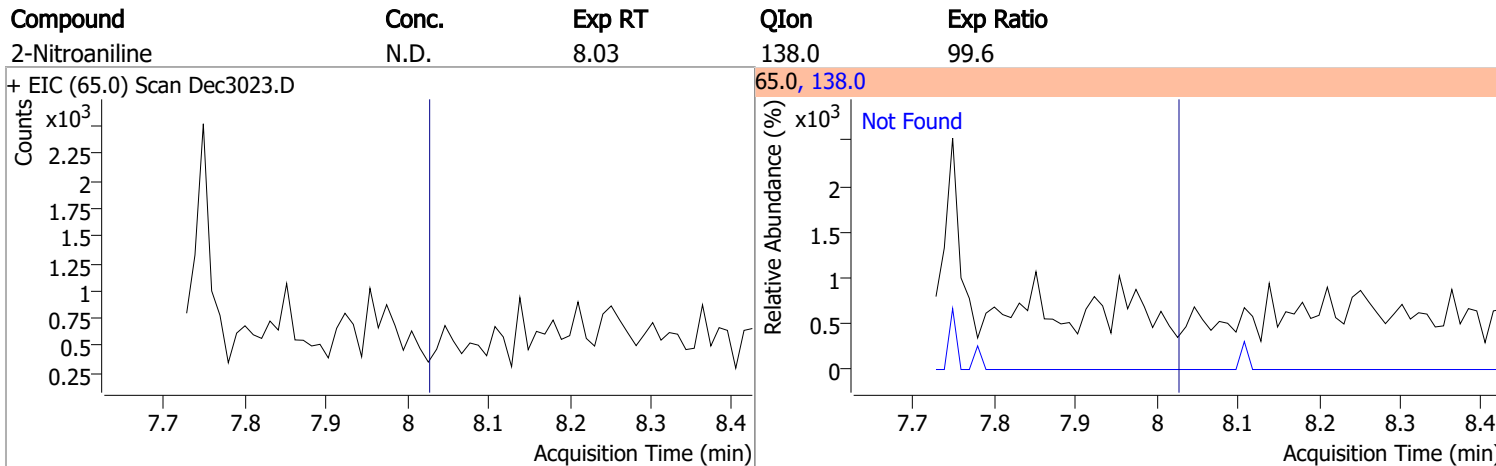 Compound Conc. Exp RT QIon Exp Ratio
2-Nitroaniline N.D. 8.03 138.0 99.6
+ EIC (65.0) Scan Dec3023.D
Counts
x10³
2.25
2
1.75
1.5
1.25
1
0.75
0.5
0.25
7.7 7.8 7.9 8 8.1 8.2 8.3 8.4
Acquisition Time (min)
65.0, 138.0
Relative Abundance (%)
x10³
Not Found
2
1.5
1
0.5
0
7.7 7.8 7.9 8 8.1 8.2 8.3 8.4
Acquisition Time (min)